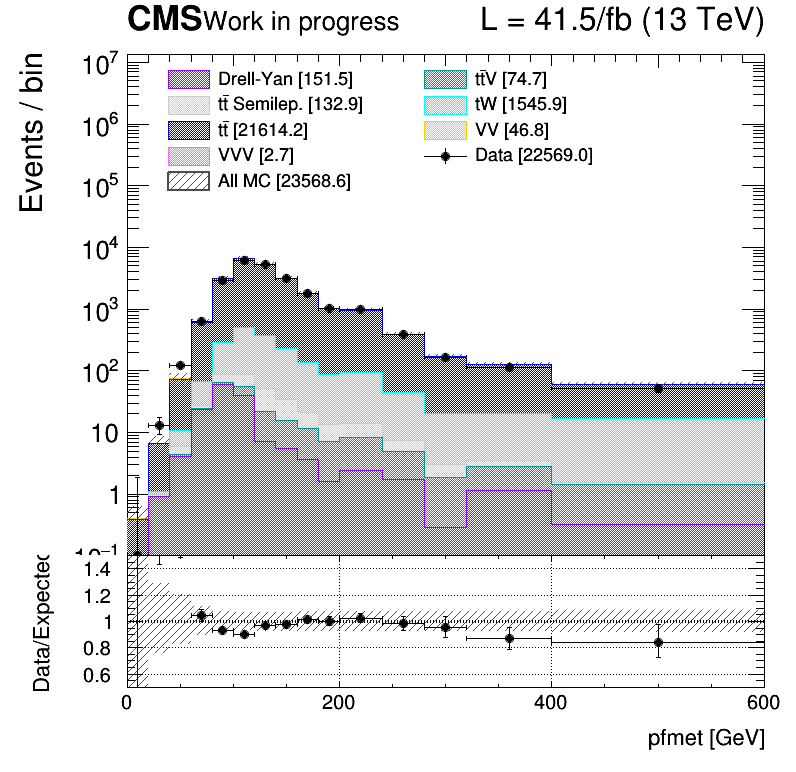 CMS Work in progress L = 41.5/fb (13 TeV)
Events / bin
10⁷
10⁶
10⁵
10⁴
10³
10²
10
1
10⁻¹
Drell-Yan [151.5]
tt̄ Semilep. [132.9]
tt̄ [21614.2]
VVV [2.7]
All MC [23568.6]
tt̄V [74.7]
tW [1545.9]
VV [46.8]
Data [22569.0]
Data/Expected
1.4
1.2
1
0.8
0.6
0 200 400 600
pfmet [GeV]